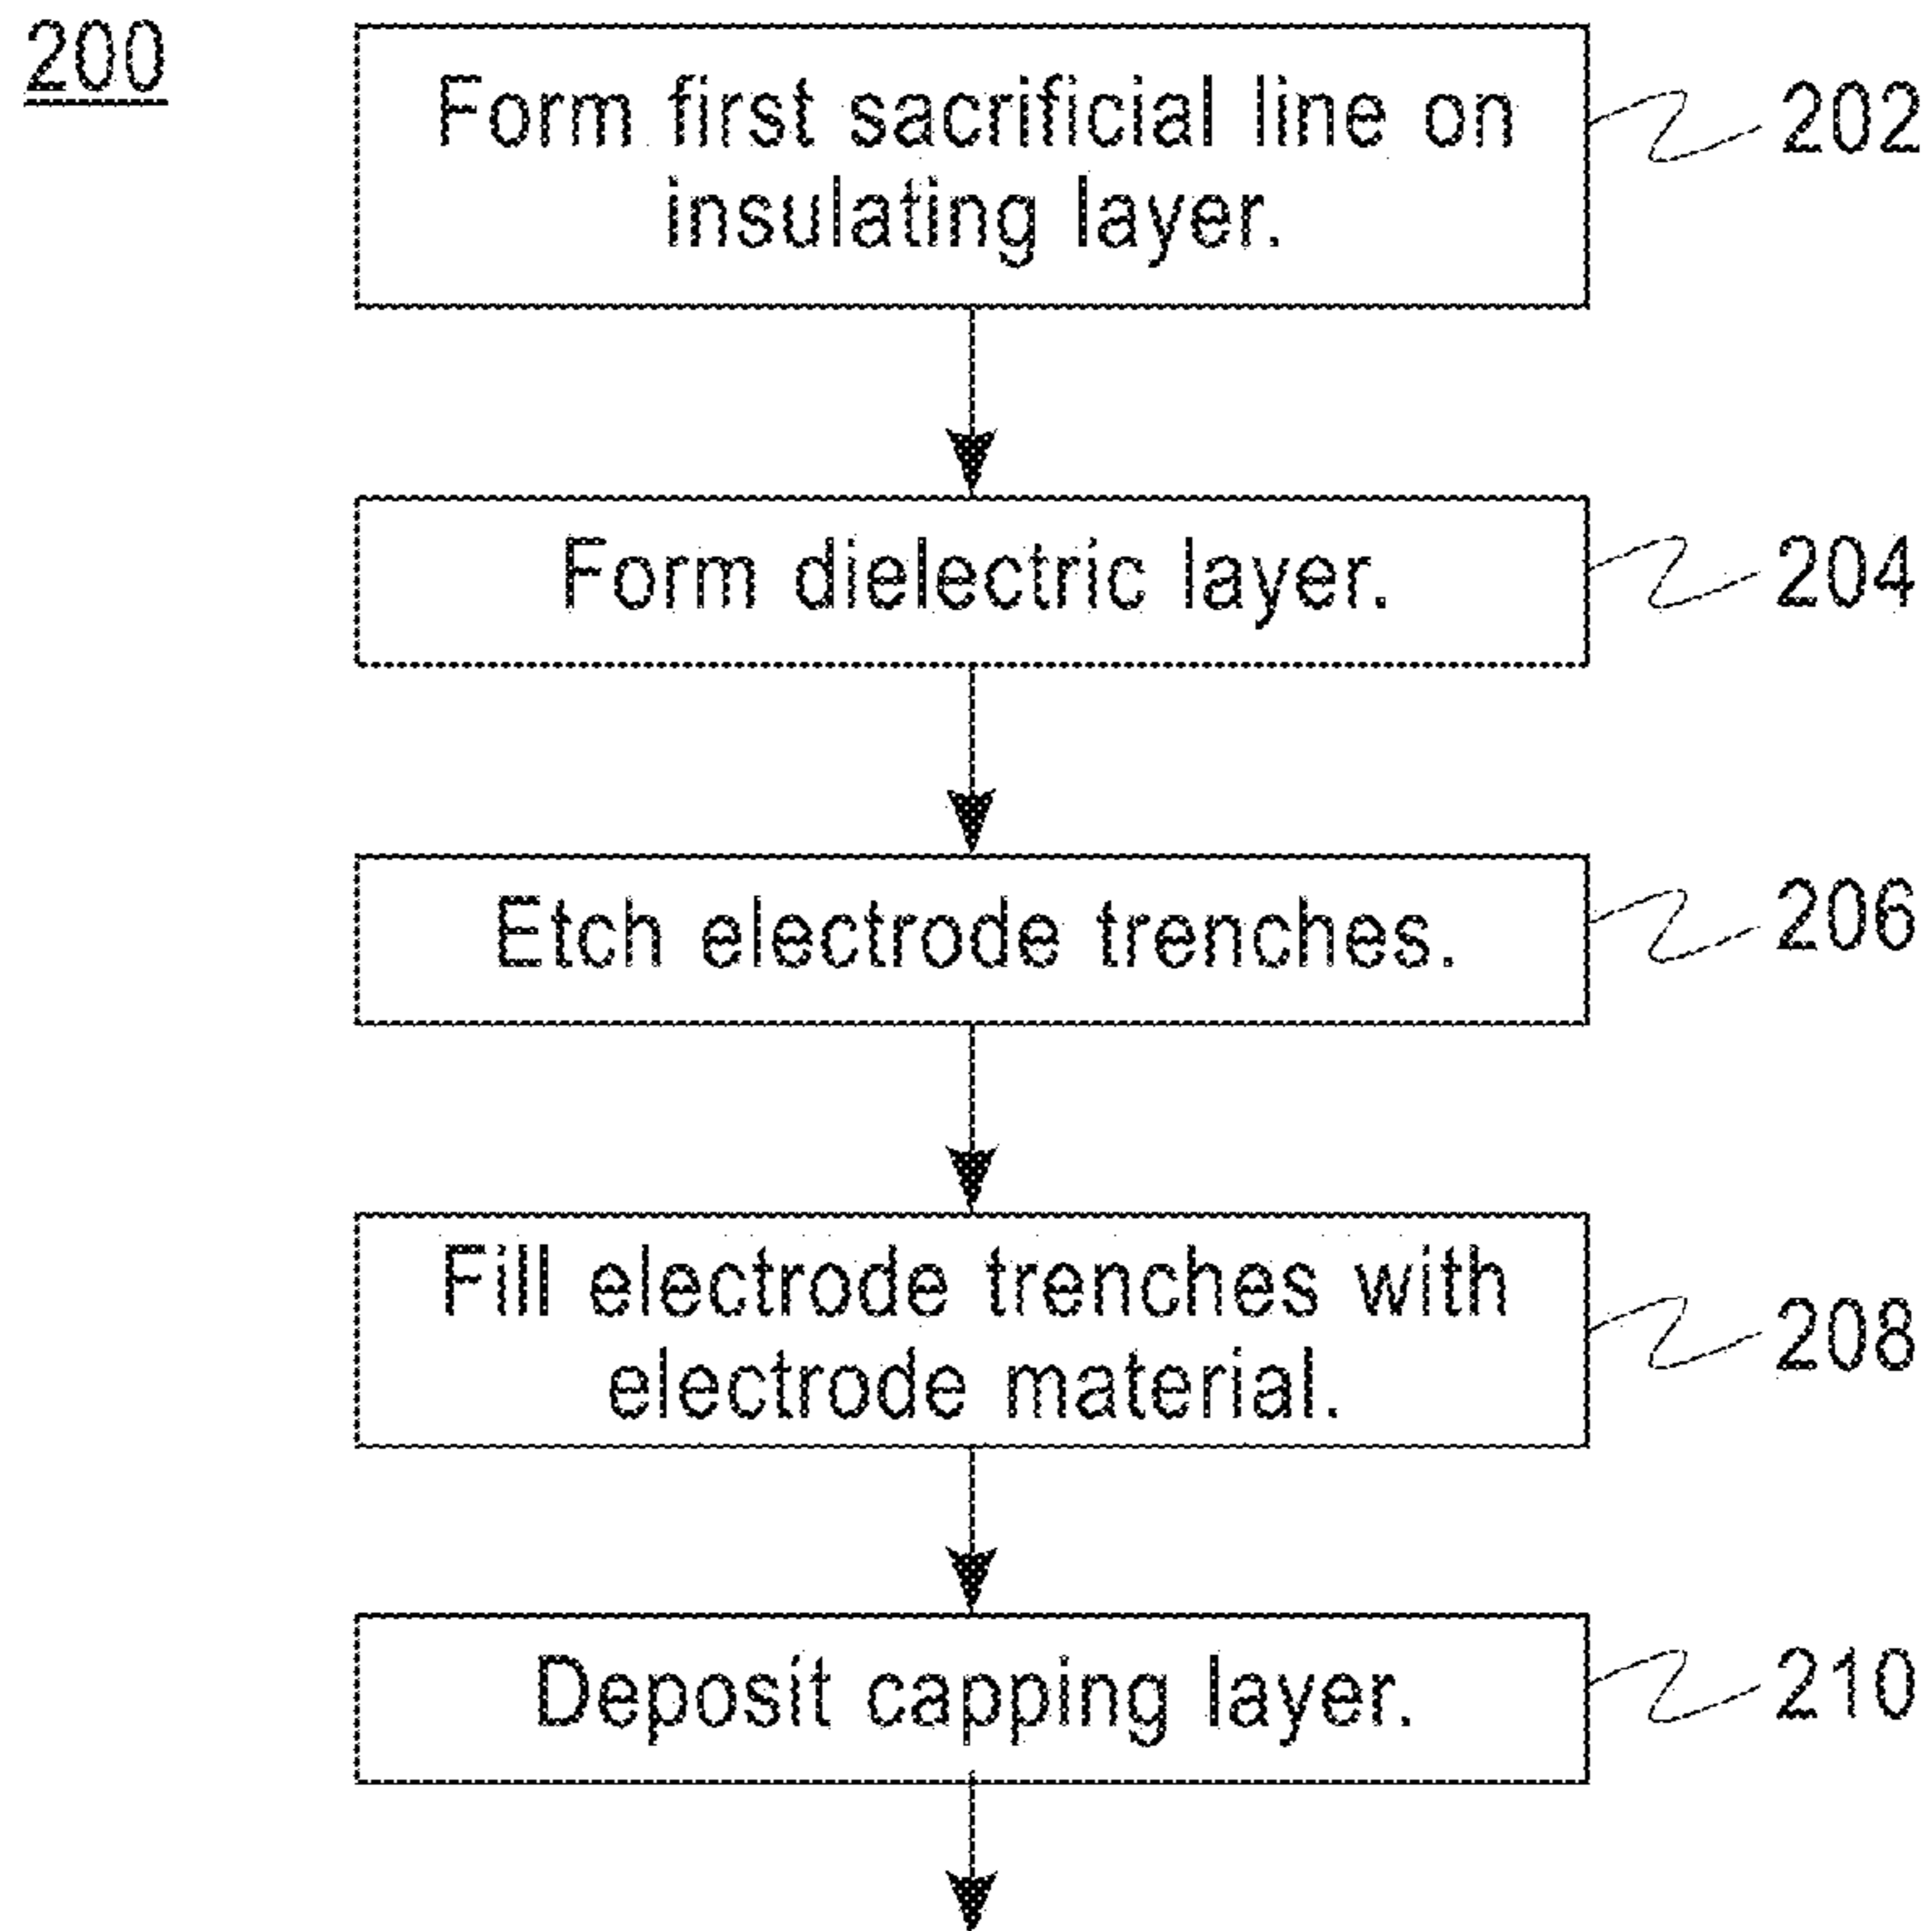 200
Form first sacrificial line on
insulating layer.
202
Form dielectric layer.
204
Etch electrode trenches.
206
Fill electrode trenches with
electrode material.
208
Deposit capping layer.
210